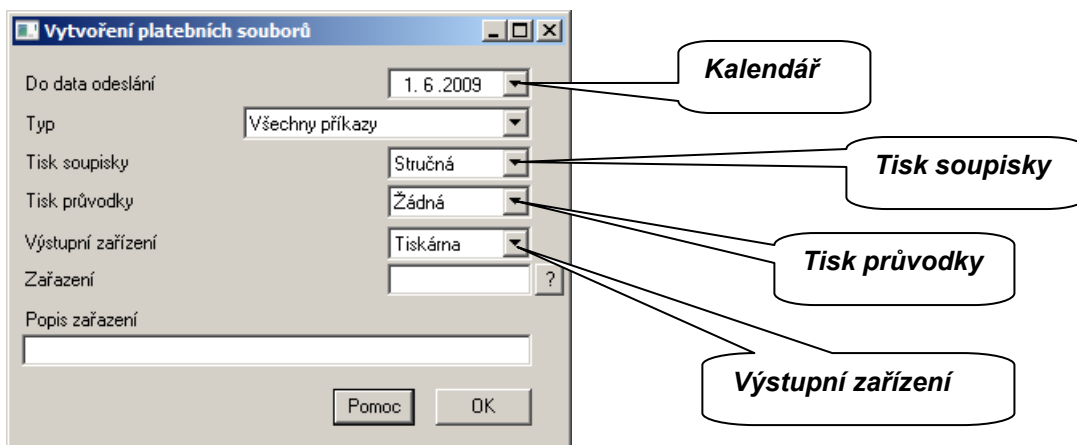 Vytvoření platebních souborů
Do data odeslání 1. 6 .2009
Typ Všechny příkazy
Tisk soupisky Stručná
Tisk průvodky Žádná
Výstupní zařízení Tiskárna
Zařazení ?
Popis zařazení
Pomoc OK
Kalendář
Tisk soupisky
Tisk průvodky
Výstupní zařízení